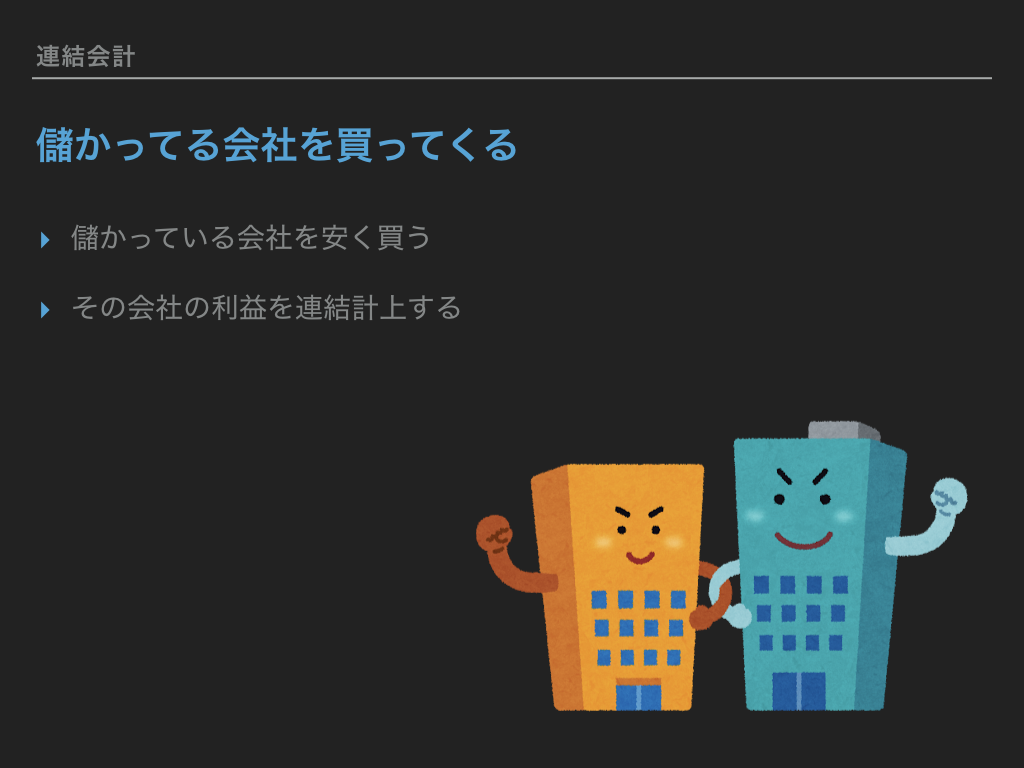 連結会計
儲かってる会社を買ってくる
儲かっている会社を安く買う
その会社の利益を連結計上する